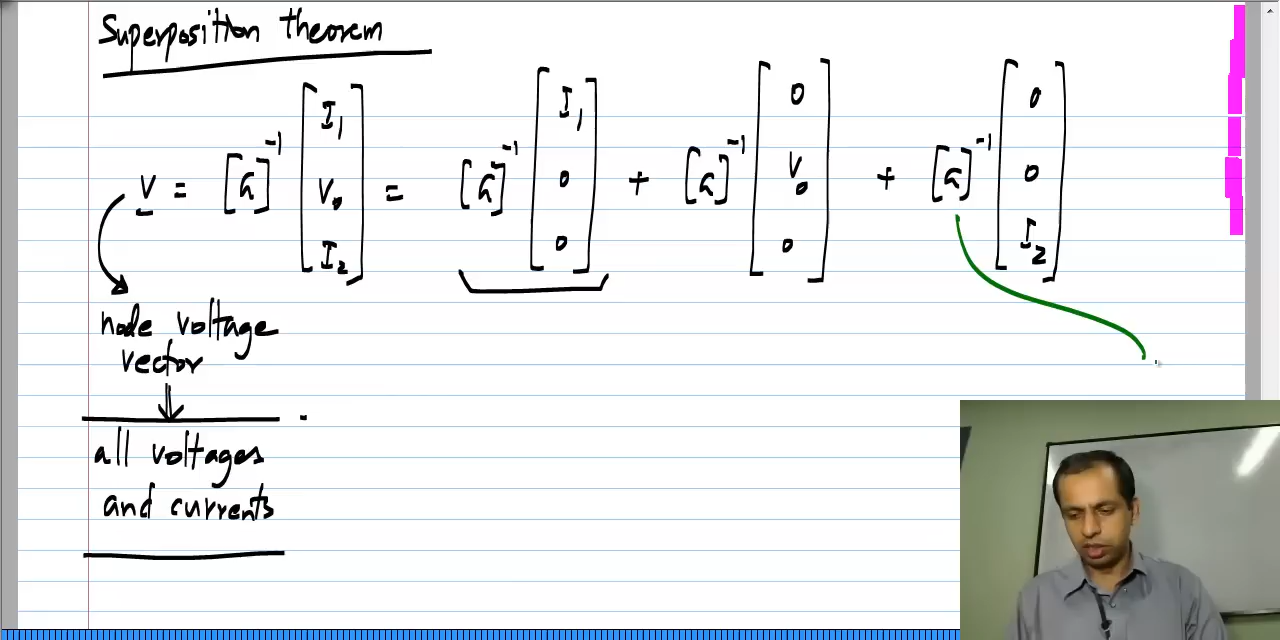 Superposition theorem
V = [G]⁻¹ [I₁ V₀ I₂] = [G]⁻¹ [I₁ 0 0] + [G]⁻¹ [0 V₀ 0] + [G]⁻¹ [0 0 I₂]
node voltage
vector
all voltages
and currents